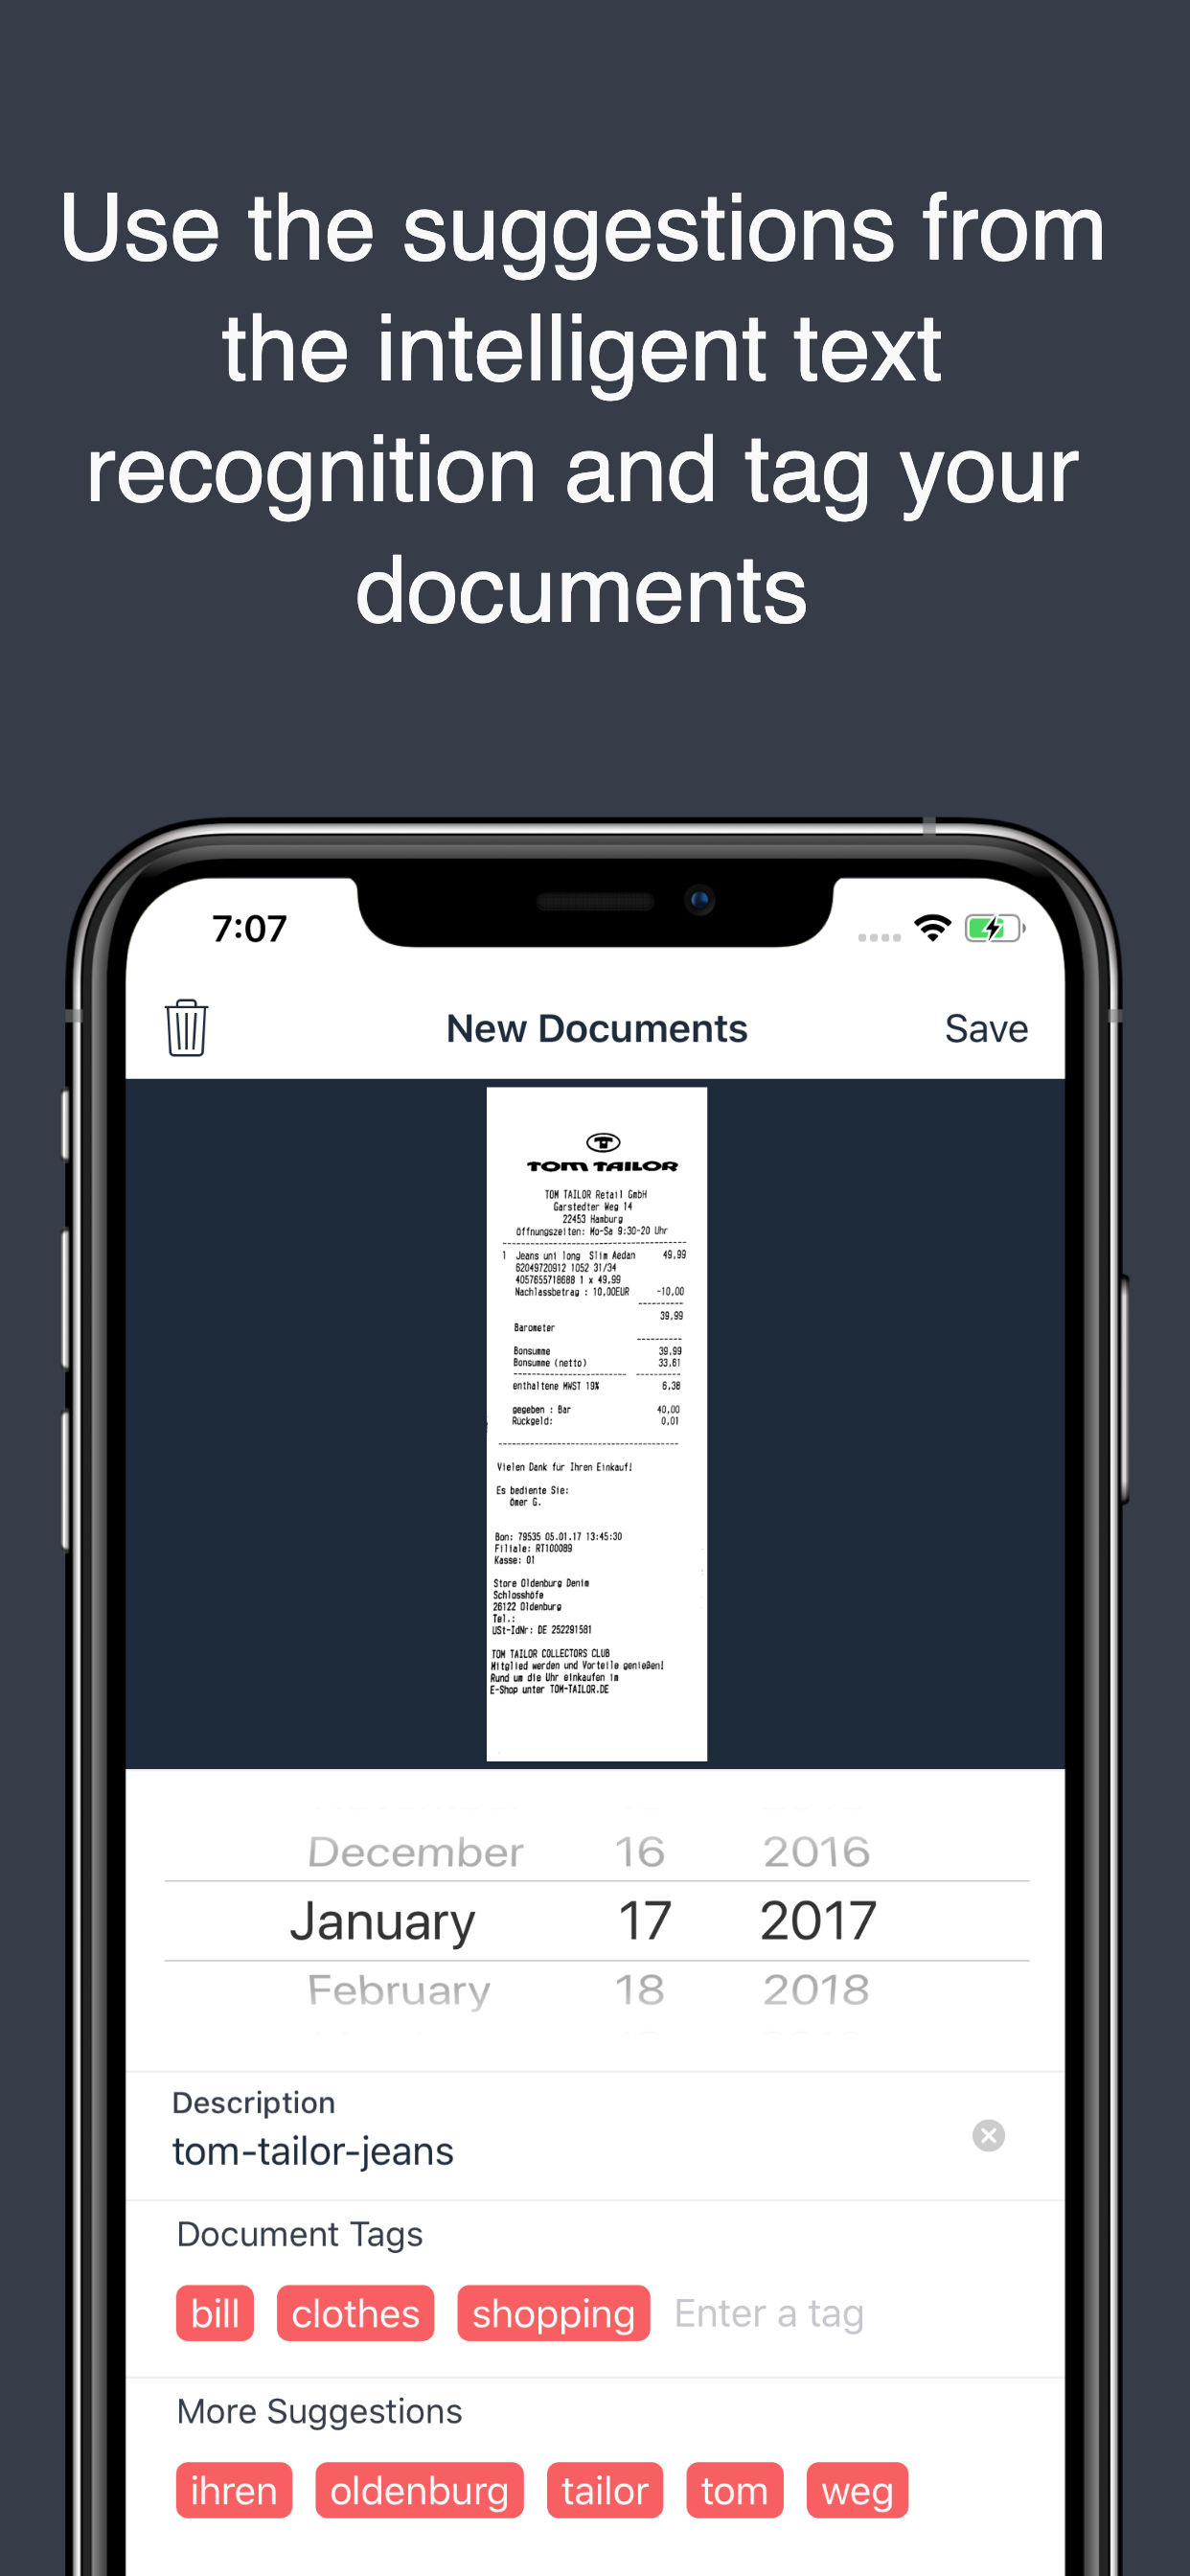 Use the suggestions from
the intelligent text
recognition and tag your
documents
7:07
New Documents
Save
TOM TAILOR
TOM TAILOR Retail GmbH
Garstedter Weg 14
22453 Hamburg
Öffnungszeiten: Mo-Sa 9:30-20 Uhr
1 Jeans uni long Slim Aedan 49,99
62049720912 1052 31/34
4057655718688 1 x 49,99
Nachlassbetrag : 10,00EUR -10,00
39,99
Barometer
Bonsumme 39,99
Bonsumme (netto) 33,61
enthaltene MWST 19% 6,38
gegeben : Bar 40,00
Rückgeld: 0,01
Vielen Dank für Ihren Einkauf!
Es bediente Sie:
Ömer G.
Bon: 79535 05.01.17 13:45:30
Filiale: RT100089
Kasse: 01
Store Oldenburg Denim
Schlosshöfe
26122 Oldenburg
Tel.:
USt-IdNr: DE 252291581
TOM TAILOR COLLECTORS CLUB
Mitglied werden und Vorteile genießen!
Rund um die Uhr einkaufen im
E-Shop unter TOM-TAILOR.DE
December 16 2016
January 17 2017
February 18 2018
Description
tom-tailor-jeans
Document Tags
bill clothes shopping Enter a tag
More Suggestions
ihren oldenburg tailor tom weg